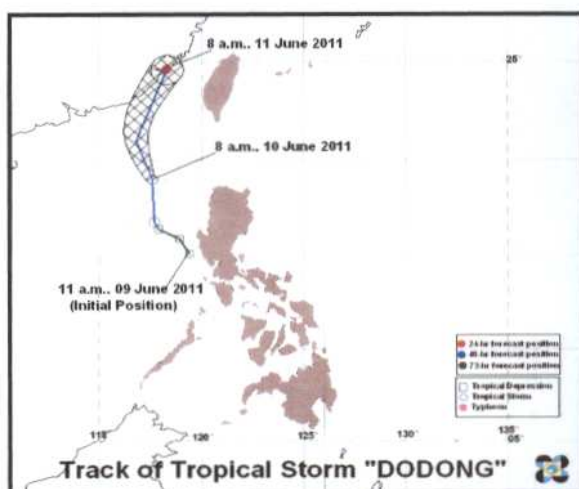 8 a.m.. 11 June 2011
25°
8 a.m.. 10 June 2011
11 a.m.. 09 June 2011
(Initial Position)
24-hr forecast position
48-hr forecast position
72-hr forecast position
Tropical Depression
Tropical Storm
Typhoon
115° 120° 125° 130° 135°
05°
Track of Tropical Storm "DODONG"